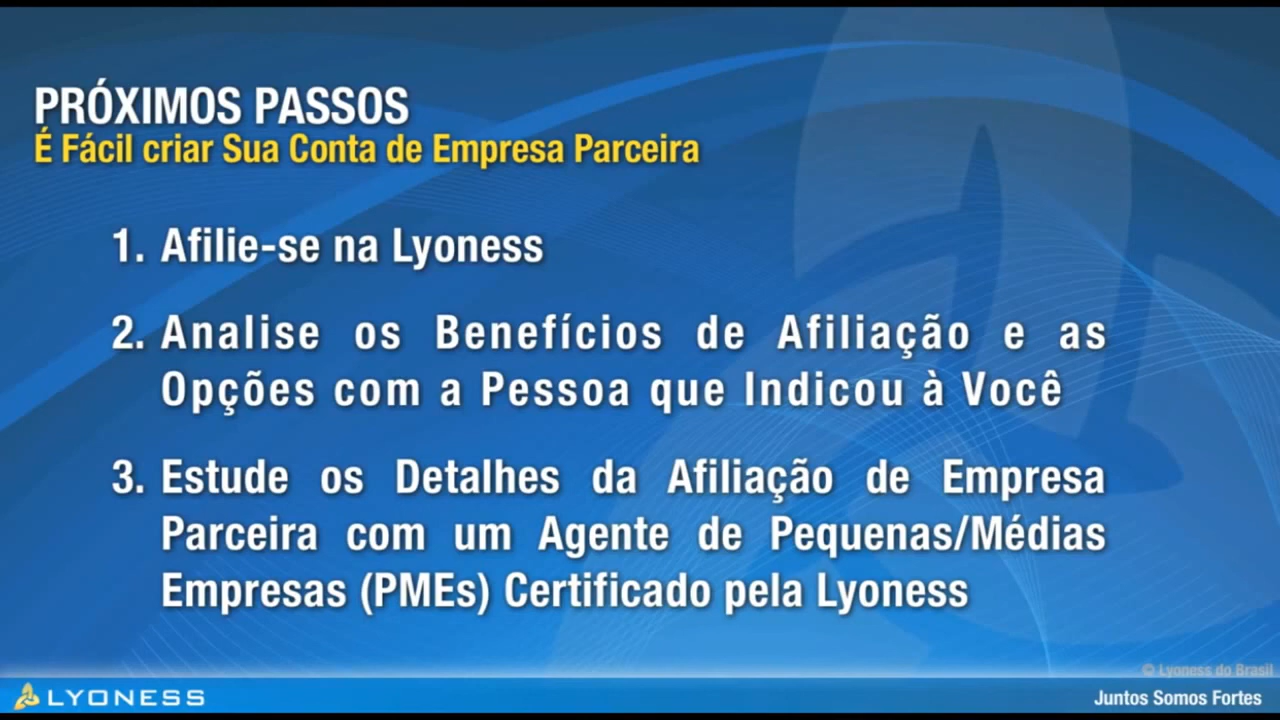 PRÓXIMOS PASSOS
É Fácil criar Sua Conta de Empresa Parceira
1. Afilie-se na Lyoness
2. Analise os Benefícios de Afiliação e as
Opções com a Pessoa que Indicou à Você
3. Estude os Detalhes da Afiliação de Empresa
Parceira com um Agente de Pequenas/Médias
Empresas (PMEs) Certificado pela Lyoness
© Lyoness do Brasil
LYONESS
Juntos Somos Fortes